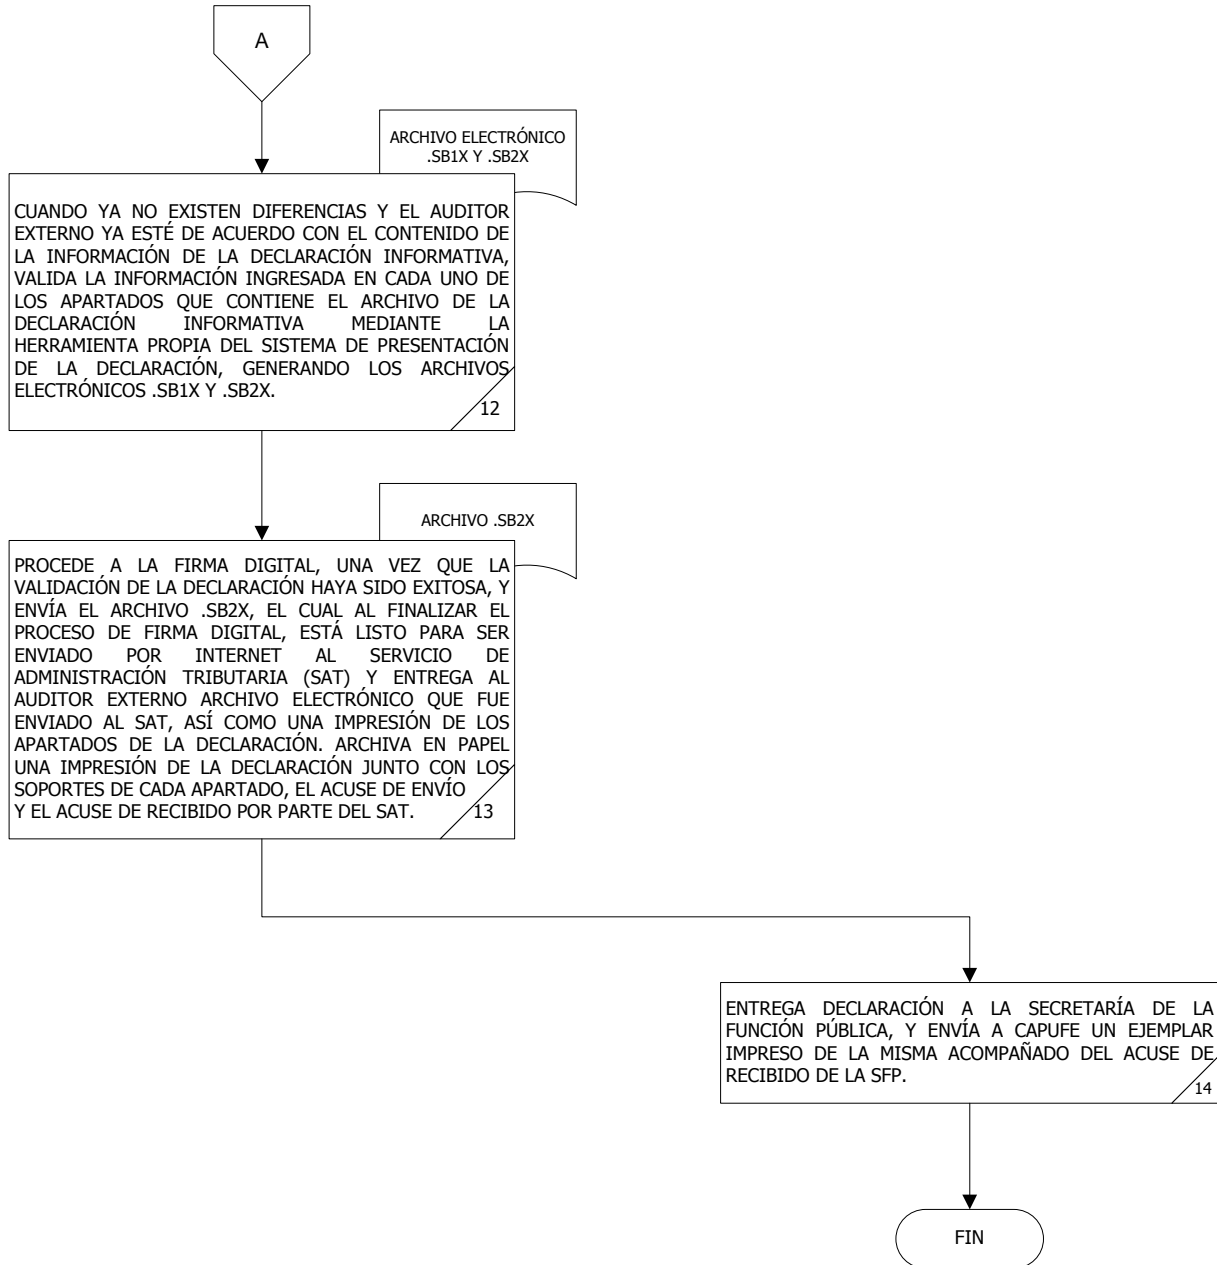 A
ARCHIVO ELECTRÓNICO
.SB1X Y .SB2X
CUANDO YA NO EXISTEN DIFERENCIAS Y EL AUDITOR
EXTERNO YA ESTÉ DE ACUERDO CON EL CONTENIDO DE
LA INFORMACIÓN DE LA DECLARACIÓN INFORMATIVA,
VALIDA LA INFORMACIÓN INGRESADA EN CADA UNO DE
LOS APARTADOS QUE CONTIENE EL ARCHIVO DE LA
DECLARACIÓN INFORMATIVA MEDIANTE LA
HERRAMIENTA PROPIA DEL SISTEMA DE PRESENTACIÓN
DE LA DECLARACIÓN, GENERANDO LOS ARCHIVOS
ELECTRÓNICOS .SB1X Y .SB2X.
12
ARCHIVO .SB2X
PROCEDE A LA FIRMA DIGITAL, UNA VEZ QUE LA
VALIDACIÓN DE LA DECLARACIÓN HAYA SIDO EXITOSA, Y
ENVÍA EL ARCHIVO .SB2X, EL CUAL AL FINALIZAR EL
PROCESO DE FIRMA DIGITAL, ESTÁ LISTO PARA SER
ENVIADO POR INTERNET AL SERVICIO DE
ADMINISTRACIÓN TRIBUTARIA (SAT) Y ENTREGA AL
AUDITOR EXTERNO ARCHIVO ELECTRÓNICO QUE FUE
ENVIADO AL SAT, ASÍ COMO UNA IMPRESIÓN DE LOS
APARTADOS DE LA DECLARACIÓN. ARCHIVA EN PAPEL
UNA IMPRESIÓN DE LA DECLARACIÓN JUNTO CON LOS
SOPORTES DE CADA APARTADO, EL ACUSE DE ENVÍO
Y EL ACUSE DE RECIBIDO POR PARTE DEL SAT.
13
ENTREGA DECLARACIÓN A LA SECRETARÍA DE LA
FUNCIÓN PÚBLICA, Y ENVÍA A CAPUFE UN EJEMPLAR
IMPRESO DE LA MISMA ACOMPAÑADO DEL ACUSE DE
RECIBIDO DE LA SFP.
14
FIN